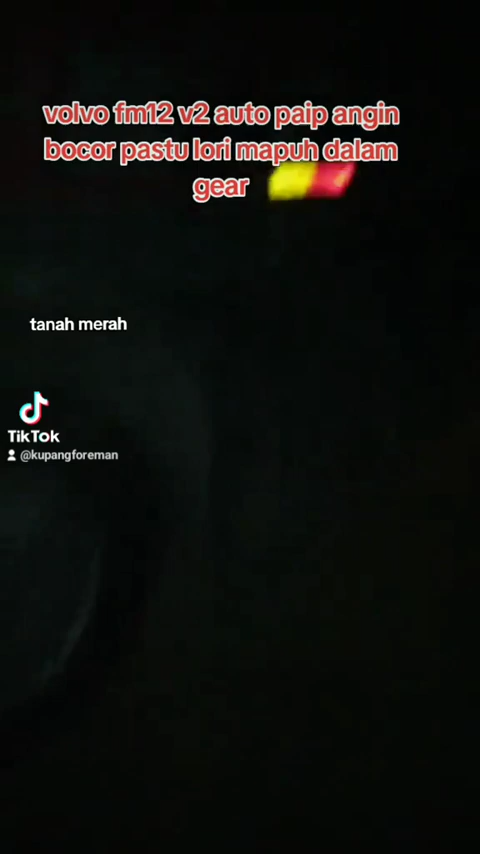 volvo fm12 v2 auto paip angin
bocor pastu lori mapuh dalam
gear
tanah merah
TikTok
@kupangforeman